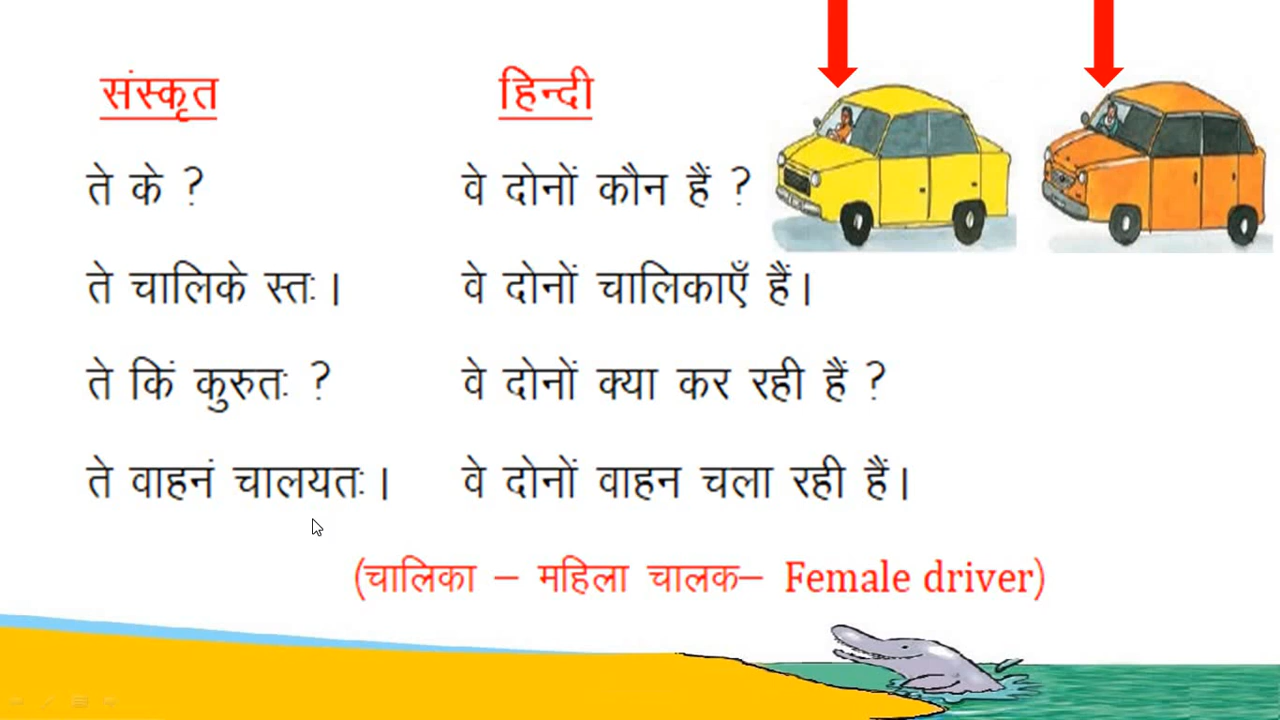 संस्कृत हिन्दी
ते के ? वे दोनों कौन हैं ?
ते चालिके स्तः। वे दोनों चालिकाएँ हैं।
ते किं कुरुतः ? वे दोनों क्या कर रही हैं ?
ते वाहनं चालयतः। वे दोनों वाहन चला रही हैं।
(चालिका – महिला चालक– Female driver)